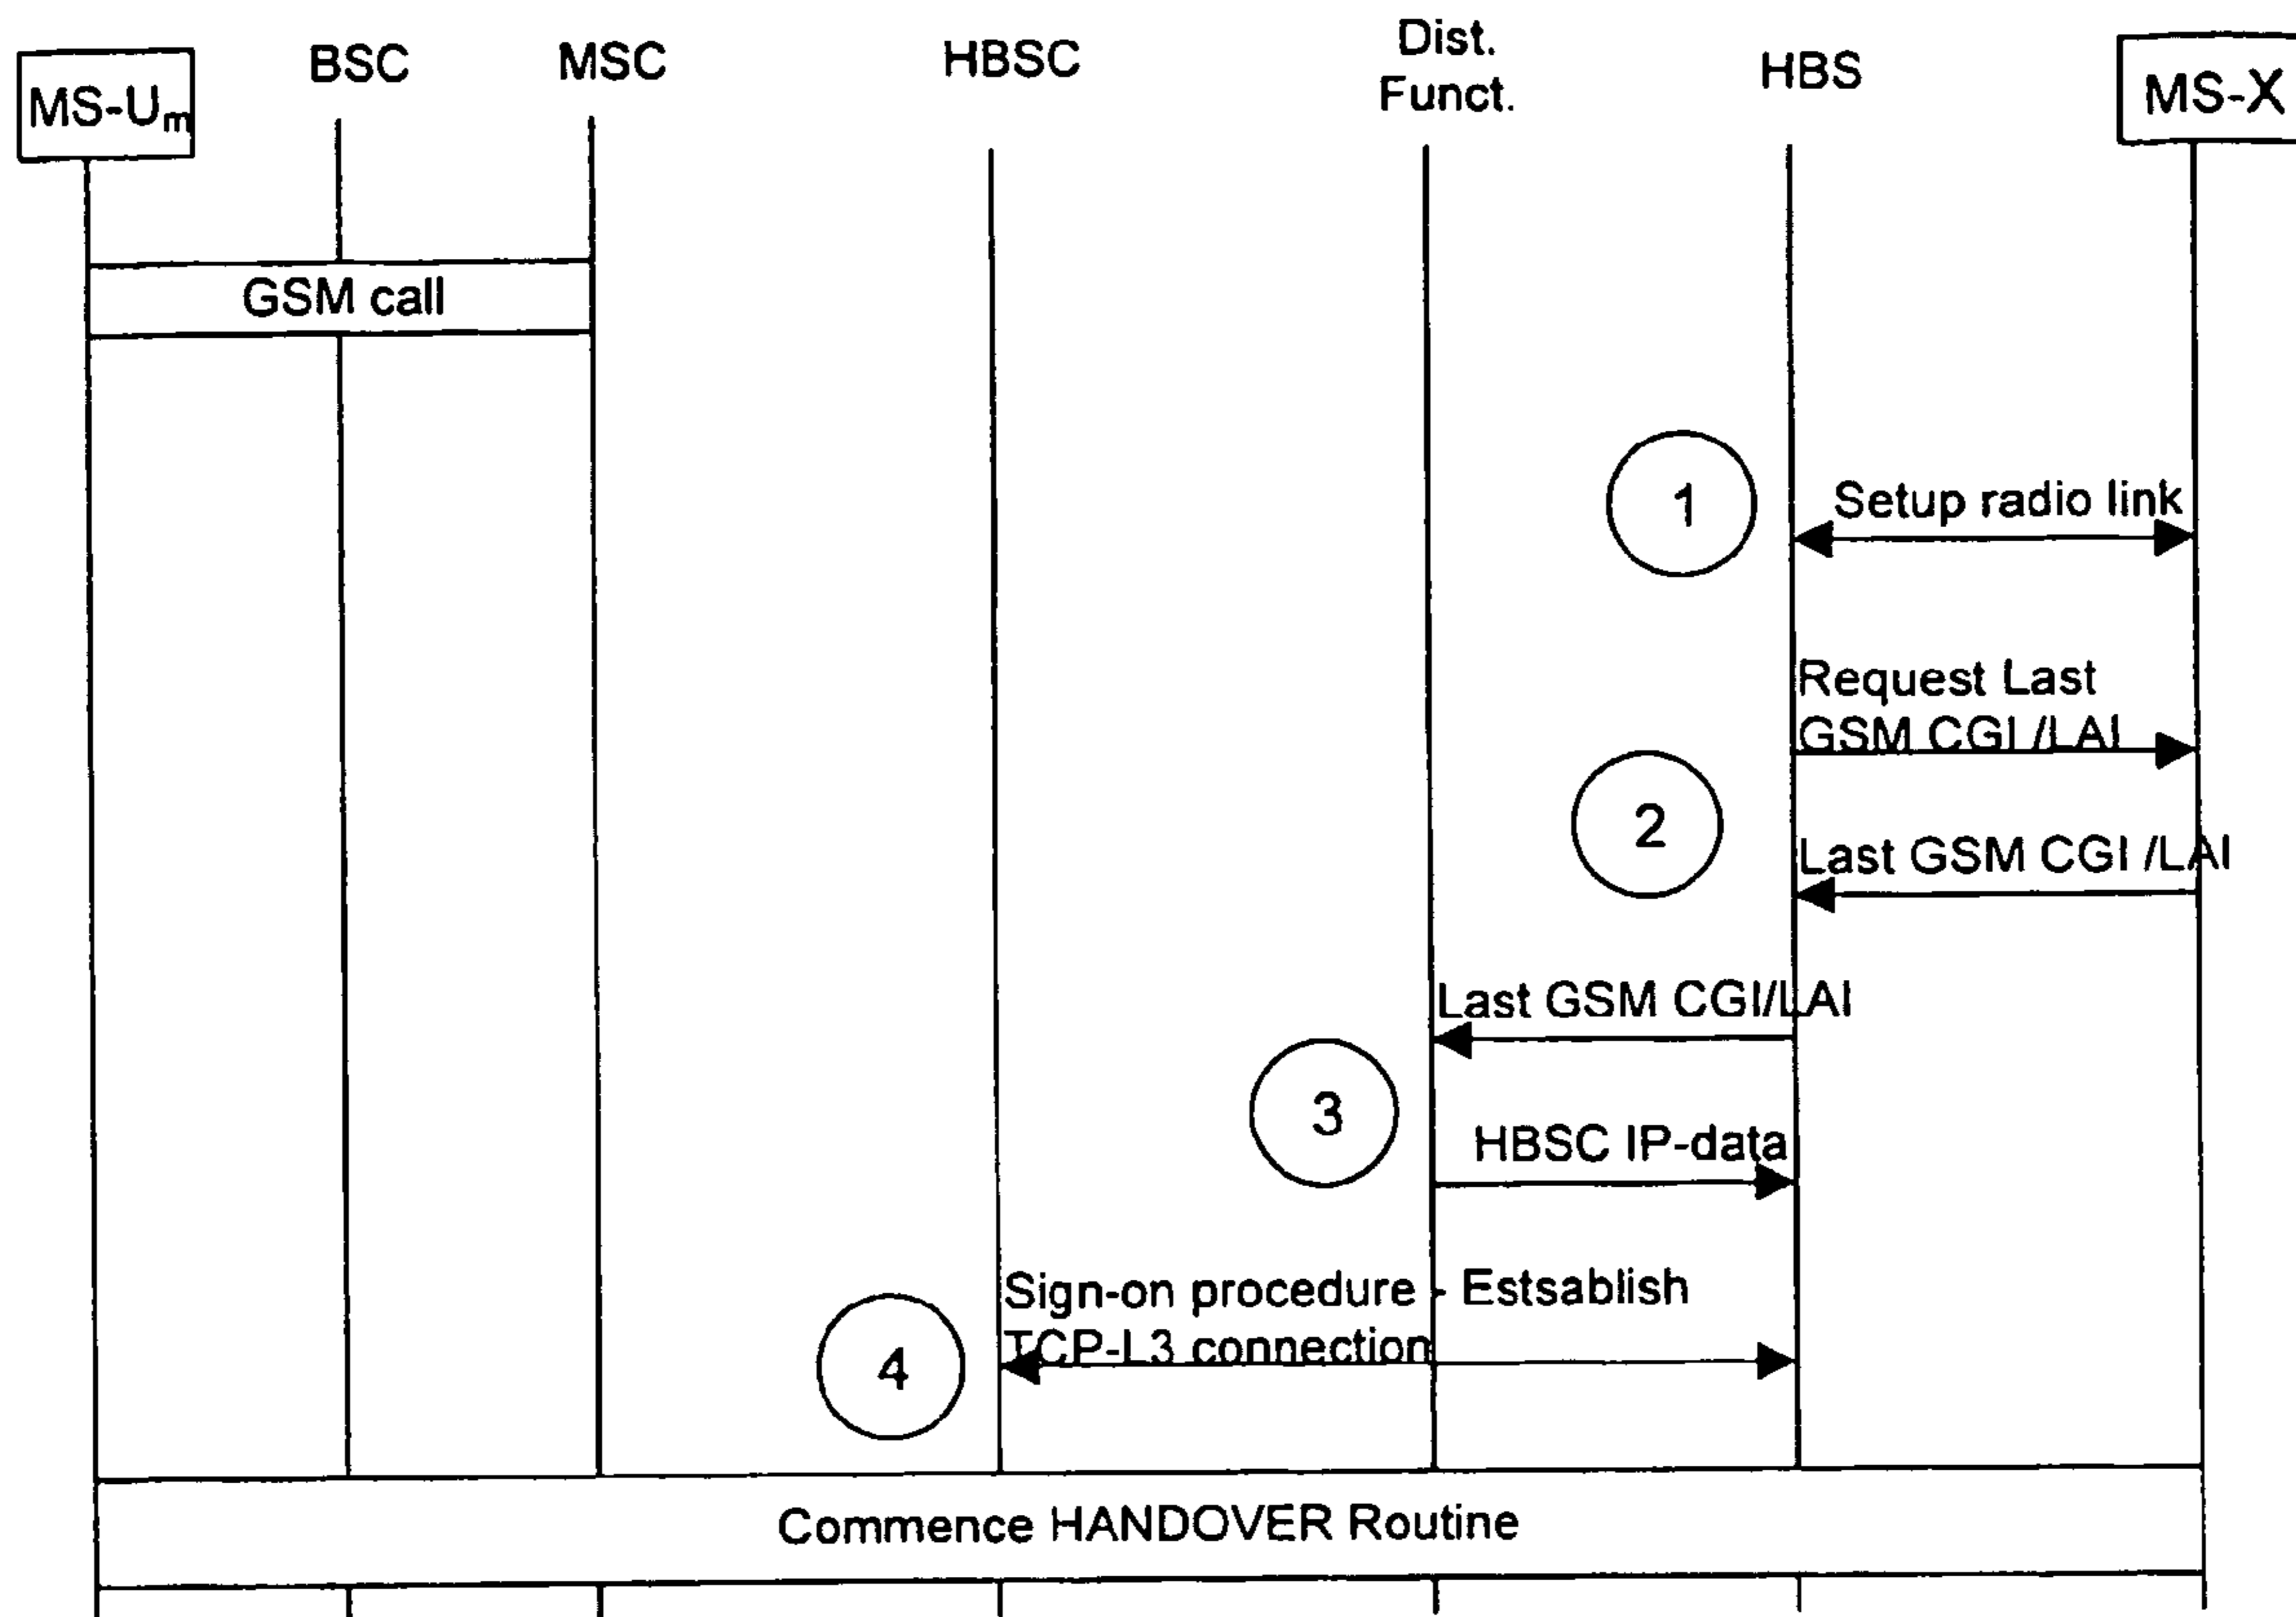 MS-Um
BSC
MSC
HBSC
Dist.
Funct.
HBS
MS-X
GSM call
1
Setup radio link
Request Last
GSM CGI /LAI
2
Last GSM CGI /LAI
Last GSM CGI/LAI
3
HBSC IP-data
Sign-on procedure - Estsablish
TCP-L3 connection
4
Commence HANDOVER Routine